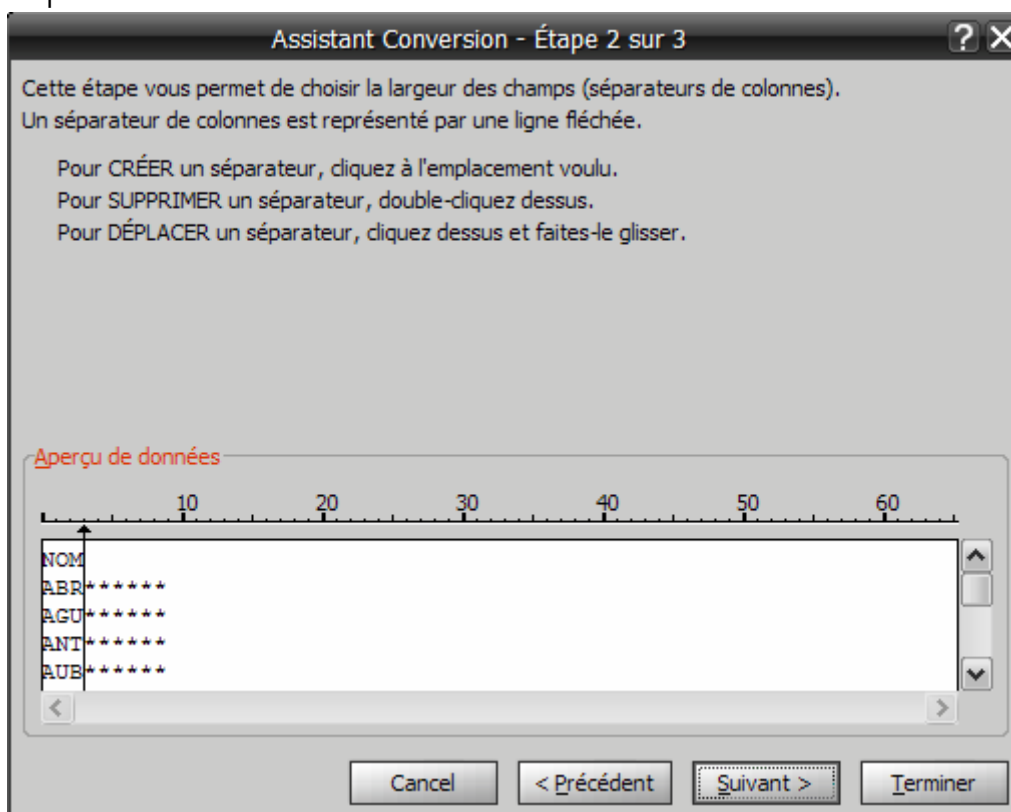 Assistant Conversion - Étape 2 sur 3
Cette étape vous permet de choisir la largeur des champs (séparateurs de colonnes).
Un séparateur de colonnes est représenté par une ligne fléchée.
Pour CRÉER un séparateur, cliquez à l'emplacement voulu.
Pour SUPPRIMER un séparateur, double-cliquez dessus.
Pour DÉPLACER un séparateur, cliquez dessus et faites-le glisser.
Aperçu de données
10 20 30 40 50 60
NOM
ABR******
AGU******
ANT******
AUB******
Cancel < Précédent Suivant > Terminer